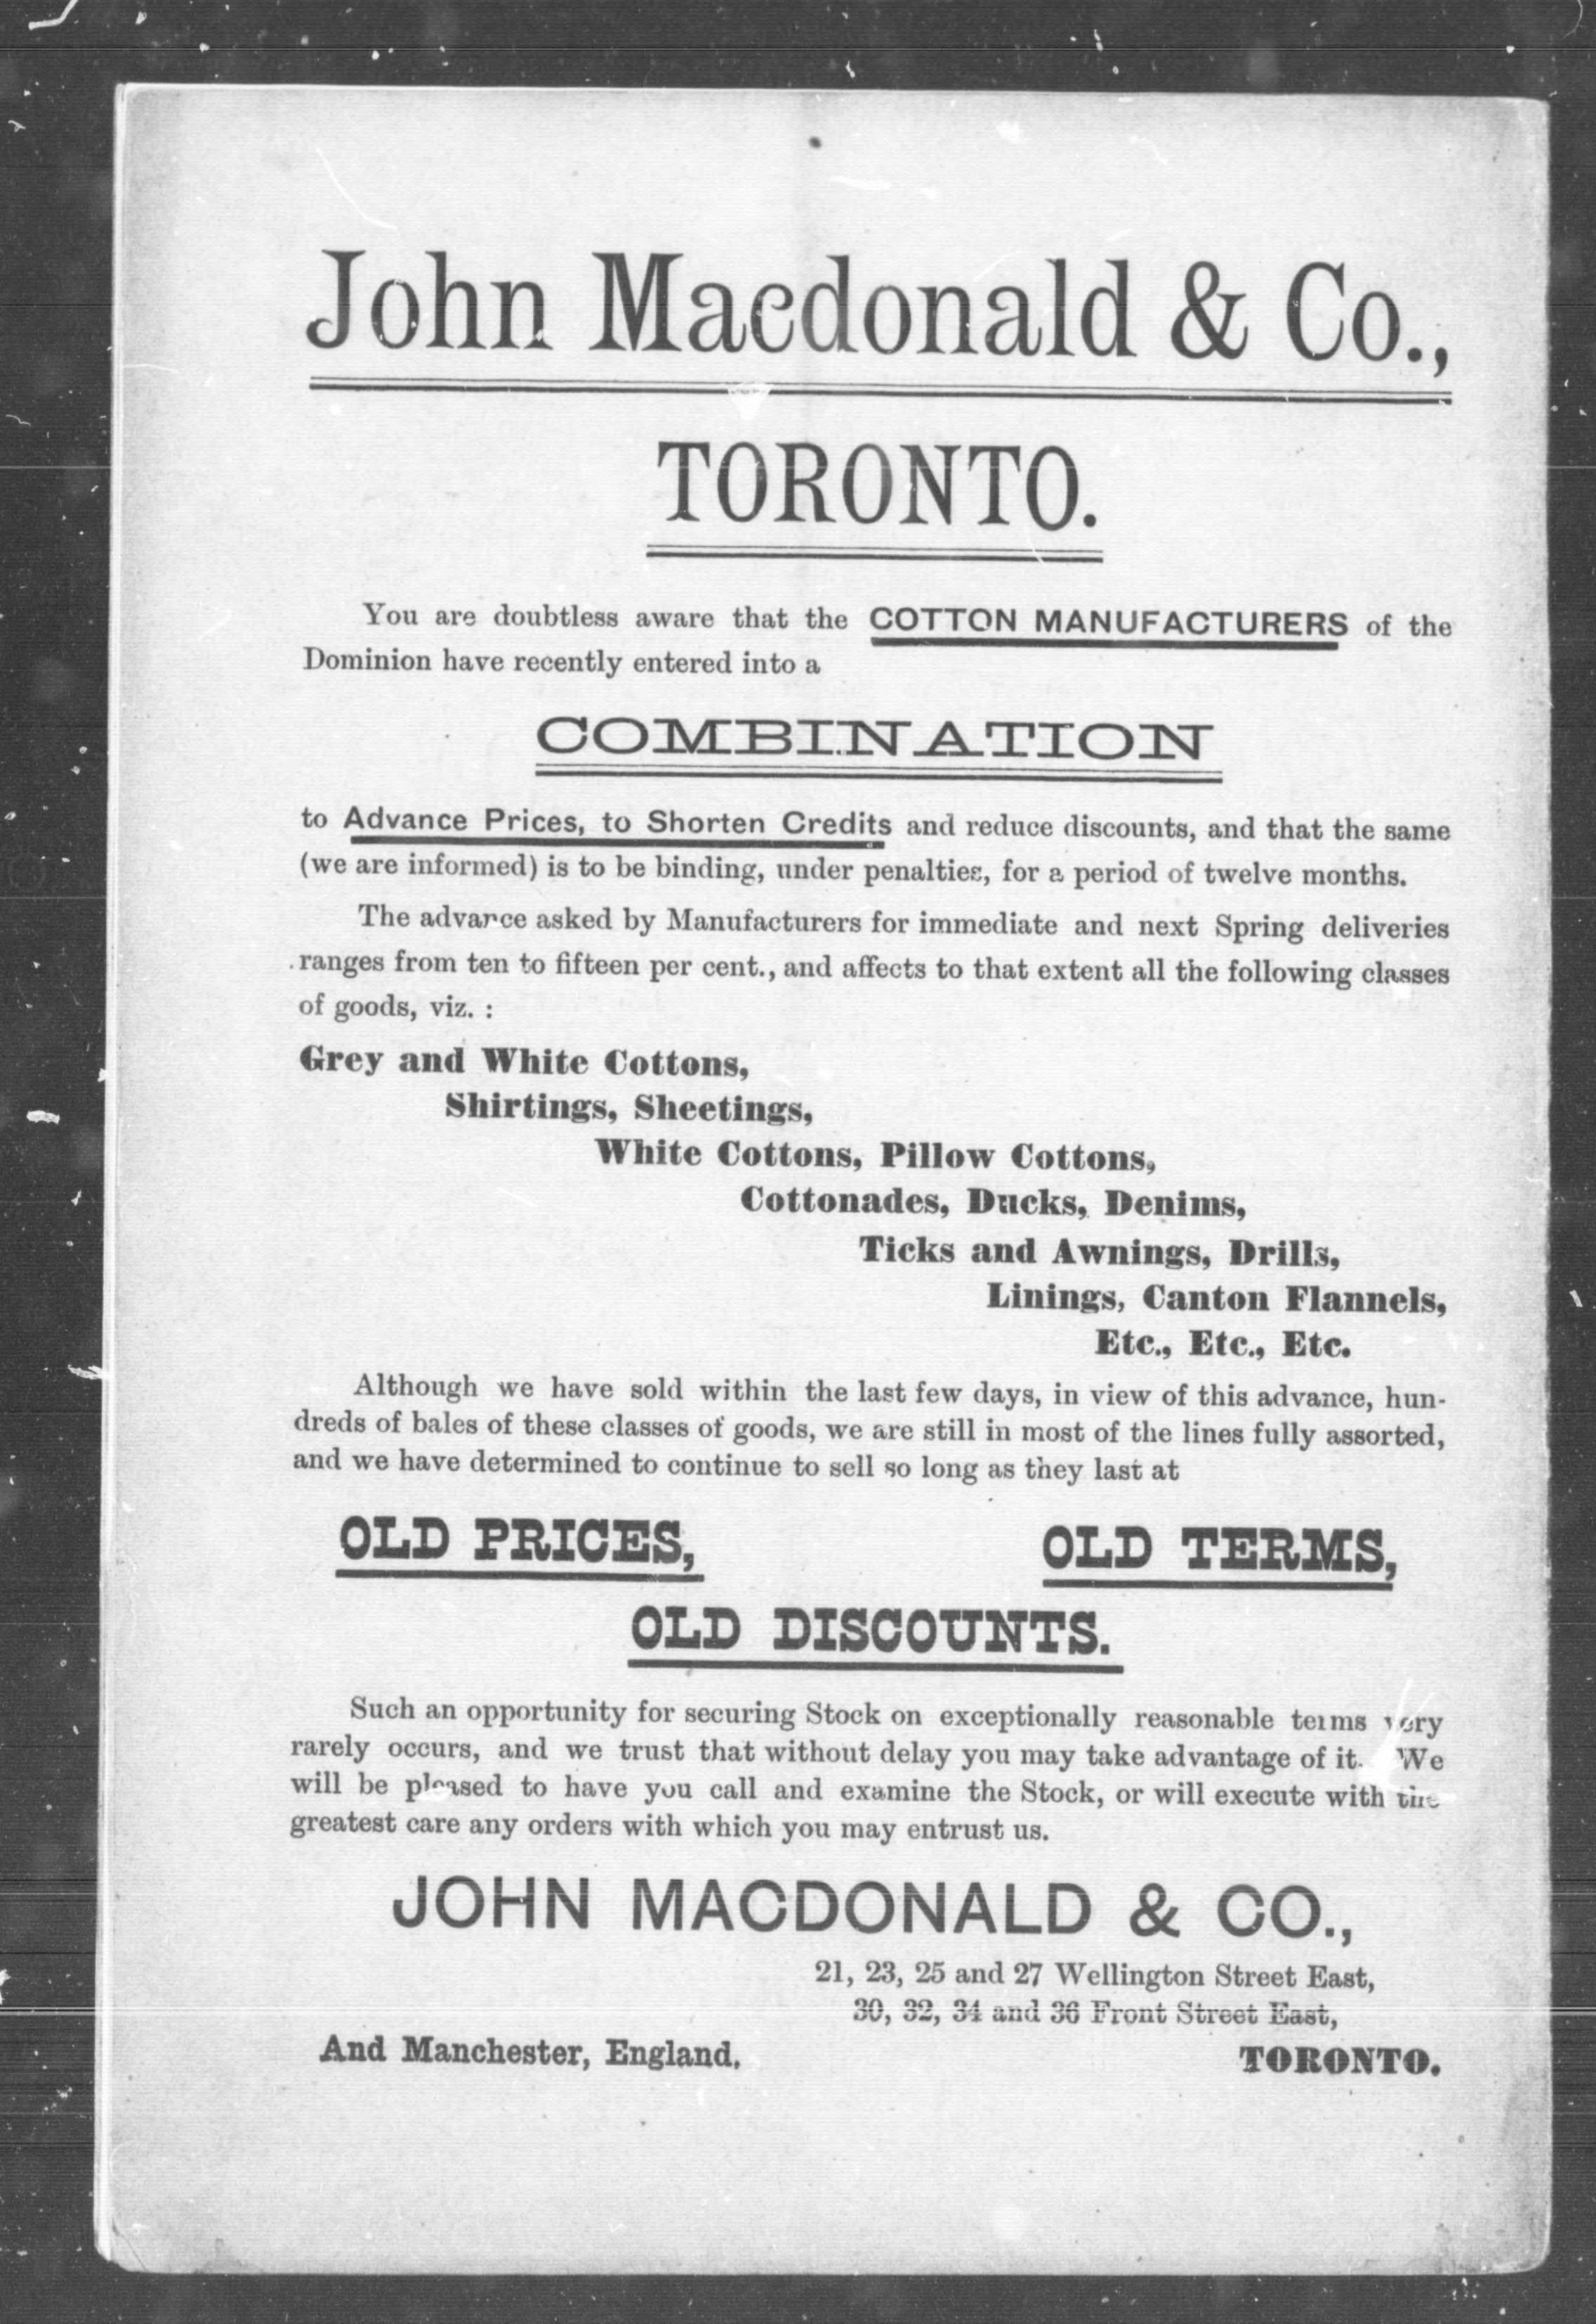 John Macdonald & Co.,
TORONTO.
You are doubtless aware that the COTTON MANUFACTURERS of the
Dominion have recently entered into a
COMBINATION
to Advance Prices, to Shorten Credits and reduce discounts, and that the same
(we are informed) is to be binding, under penalties, for a period of twelve months.
The advance asked by Manufacturers for immediate and next Spring deliveries
ranges from ten to fifteen per cent., and affects to that extent all the following classes
of goods, viz. :
Grey and White Cottons,
Shirtings, Sheetings,
White Cottons, Pillow Cottons,
Cottonades, Ducks, Denims,
Ticks and Awnings, Drills,
Linings, Canton Flannels,
Etc., Etc., Etc.
Although we have sold within the last few days, in view of this advance, hun-
dreds of bales of these classes of goods, we are still in most of the lines fully assorted,
and we have determined to continue to sell so long as they last at
OLD PRICES, OLD TERMS,
OLD DISCOUNTS.
Such an opportunity for securing Stock on exceptionally reasonable terms very
rarely occurs, and we trust that without delay you may take advantage of it. We
will be pleased to have you call and examine the Stock, or will execute with the
greatest care any orders with which you may entrust us.
JOHN MACDONALD & CO.,
21, 23, 25 and 27 Wellington Street East,
30, 32, 34 and 36 Front Street East,
And Manchester, England. TORONTO.